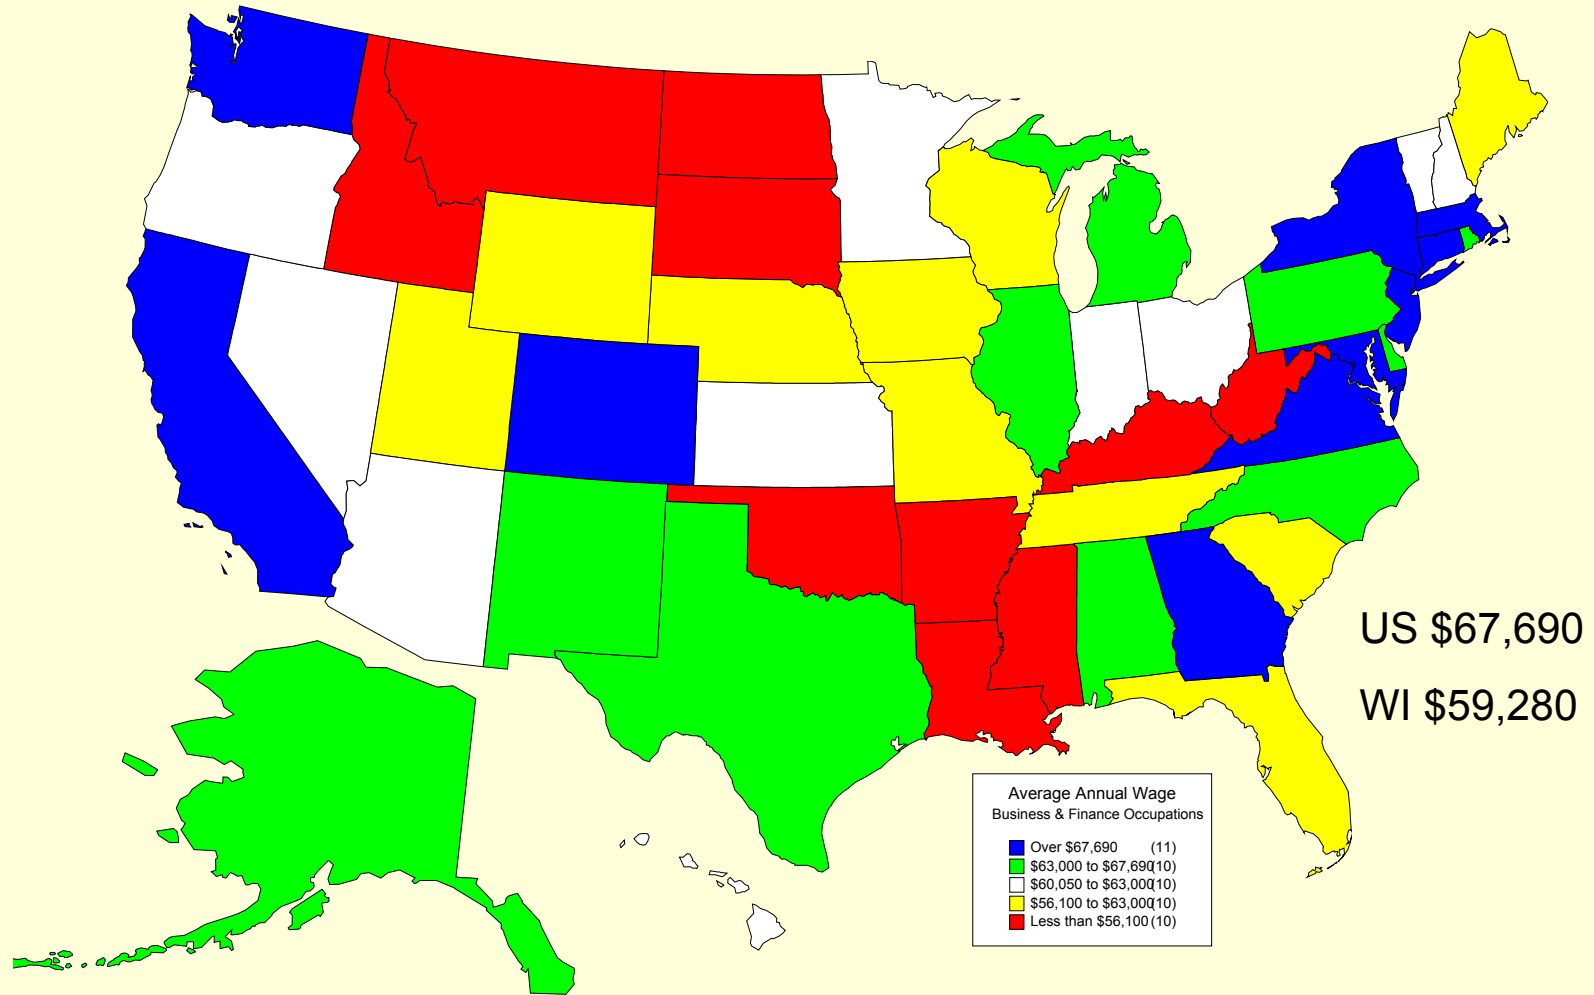 US $67,690
WI $59,280
Average Annual Wage
Business & Finance Occupations
Over $67,690 (11)
$63,000 to $67,690(10)
$60,050 to $63,000(10)
$56,100 to $63,000(10)
Less than $56,100 (10)